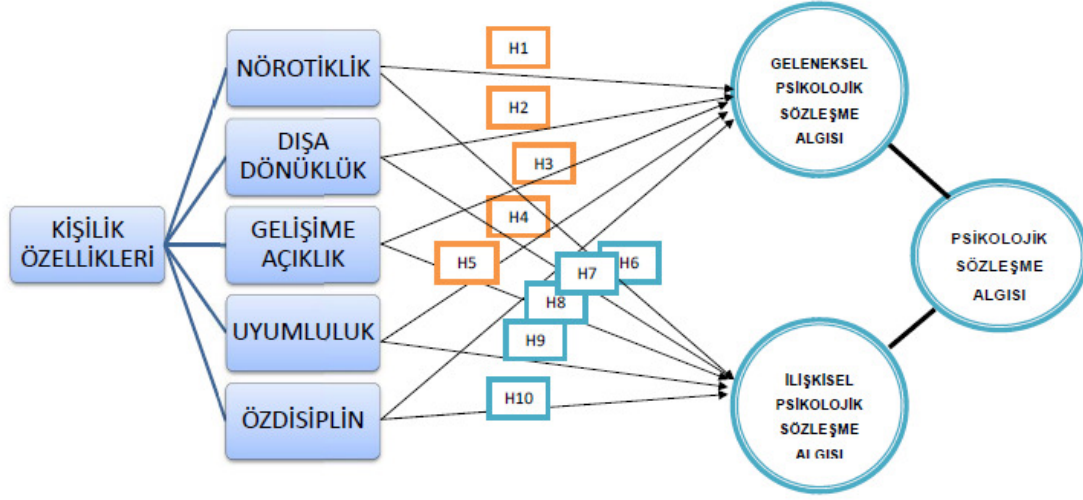 KİŞİLİK
ÖZELLİKLERİ
NÖROTİKLİK
DIŞA
DÖNÜKLÜK
GELİŞİME
AÇIKLIK
UYUMLULUK
ÖZDİSİPLİN
H1
H2
H3
H4
H5
H6
H7
H8
H9
H10
GELENEKSEL
PSİKOLOJİK
SÖZLEŞME
ALGISI
İLİŞKİSEL
PSİKOLOJİK
SÖZLEŞME
ALGISI
PSİKOLOJİK
SÖZLEŞME
ALGISI